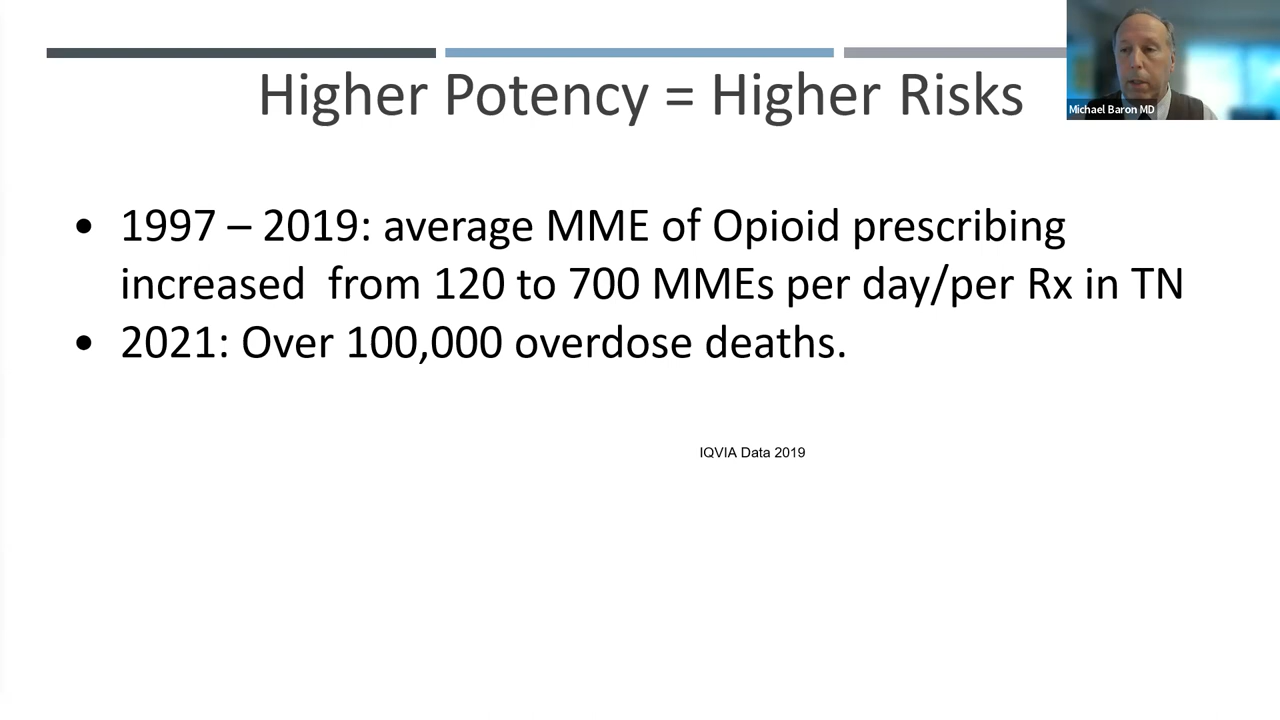 Higher Potency = Higher Risks
Michael Baron MD
• 1997 – 2019: average MME of Opioid prescribing
increased from 120 to 700 MMEs per day/per Rx in TN
• 2021: Over 100,000 overdose deaths.
IQVIA Data 2019